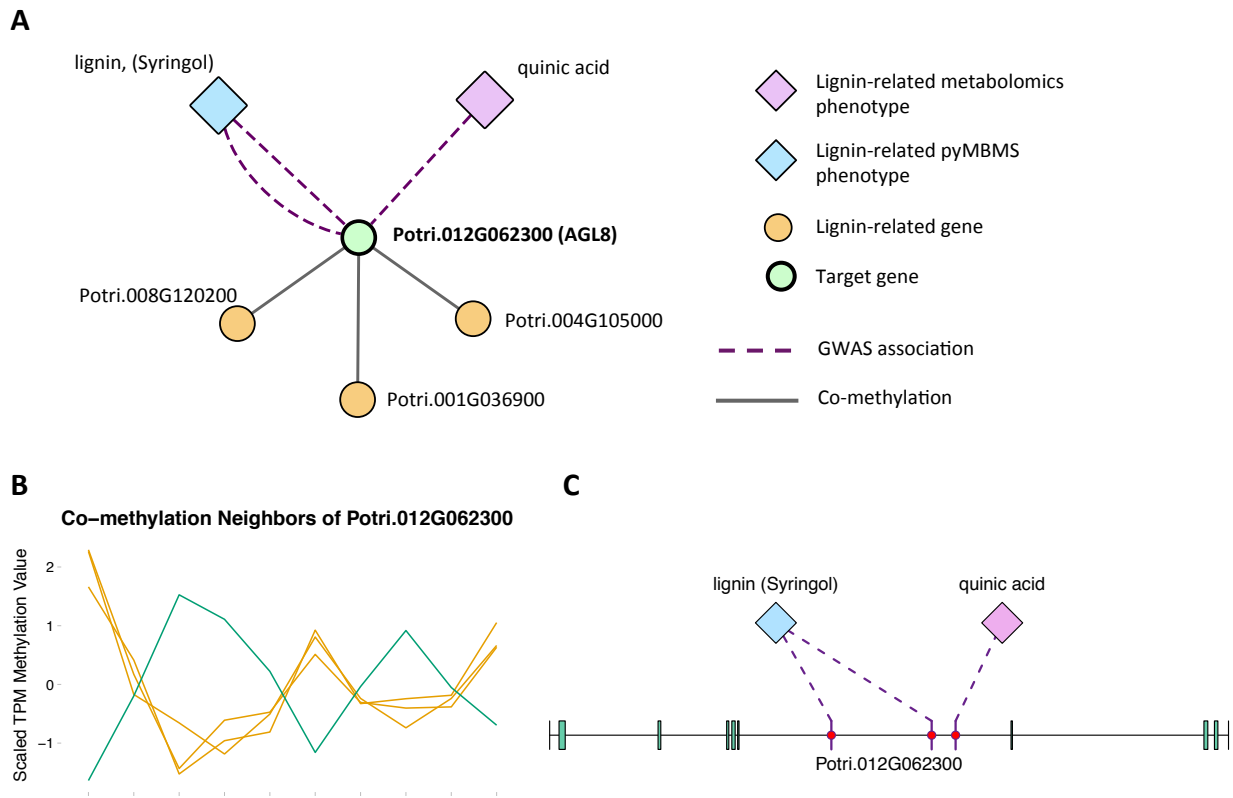 A
lignin, (Syringol)
quinic acid
Potri.012G062300 (AGL8)
Potri.008G120200
Potri.004G105000
Potri.001G036900
Lignin-related metabolomics
phenotype
Lignin-related pyMBMS
phenotype
Lignin-related gene
Target gene
GWAS association
Co-methylation
B
Co−methylation Neighbors of Potri.012G062300
Scaled TPM Methylation Value
2
1
0
−1
C
lignin (Syringol)
quinic acid
Potri.012G062300